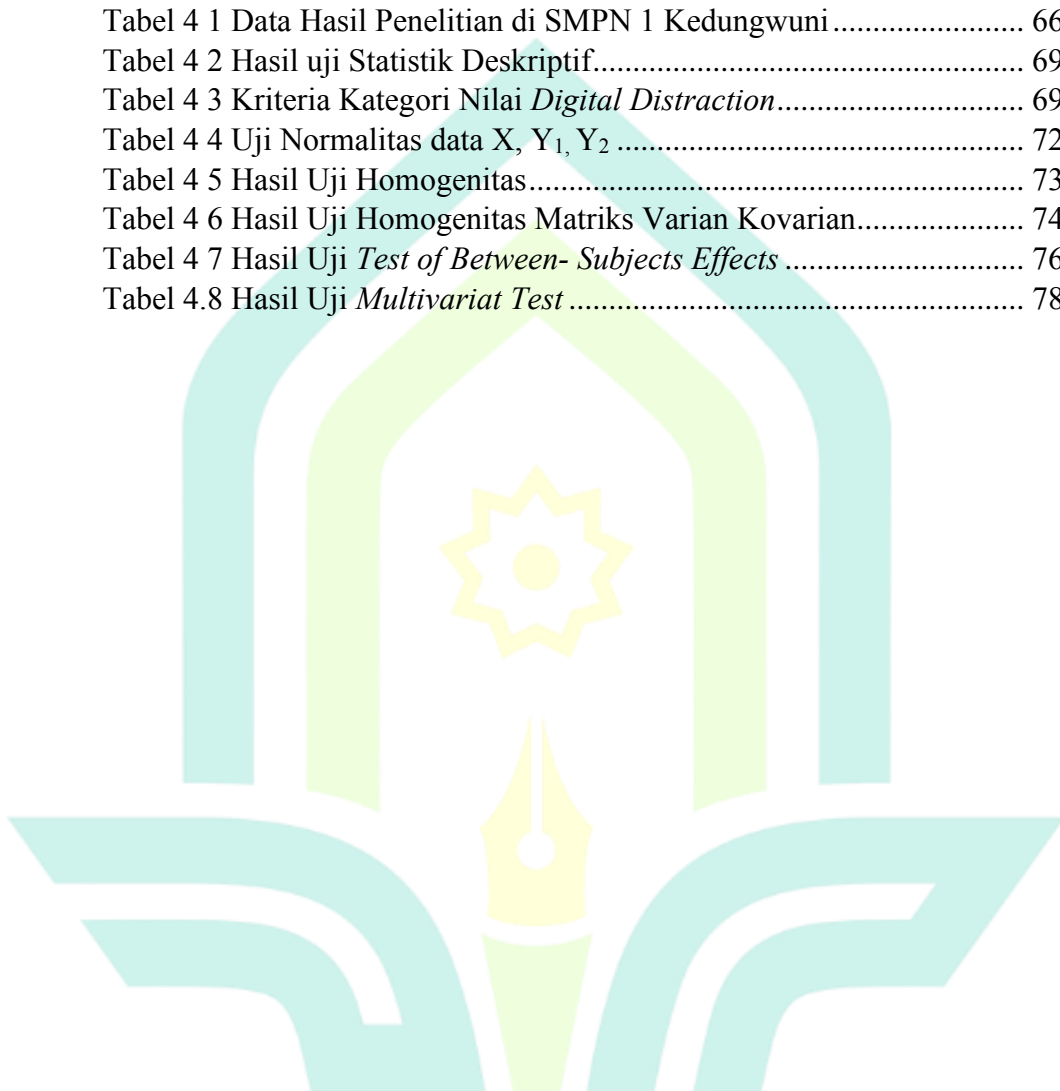 Tabel 4 1 Data Hasil Penelitian di SMPN 1 Kedungwuni ..................... 66
Tabel 4 2 Hasil uji Statistik Deskriptif.................................................. 69
Tabel 4 3 Kriteria Kategori Nilai Digital Distraction............................. 69
Tabel 4 4 Uji Normalitas data X, Y₁, Y₂ ............................................... 72
Tabel 4 5 Hasil Uji Homogenitas.......................................................... 73
Tabel 4 6 Hasil Uji Homogenitas Matriks Varian Kovarian.................... 74
Tabel 4 7 Hasil Uji Test of Between- Subjects Effects ............................ 76
Tabel 4.8 Hasil Uji Multivariat Test ..................................................... 78